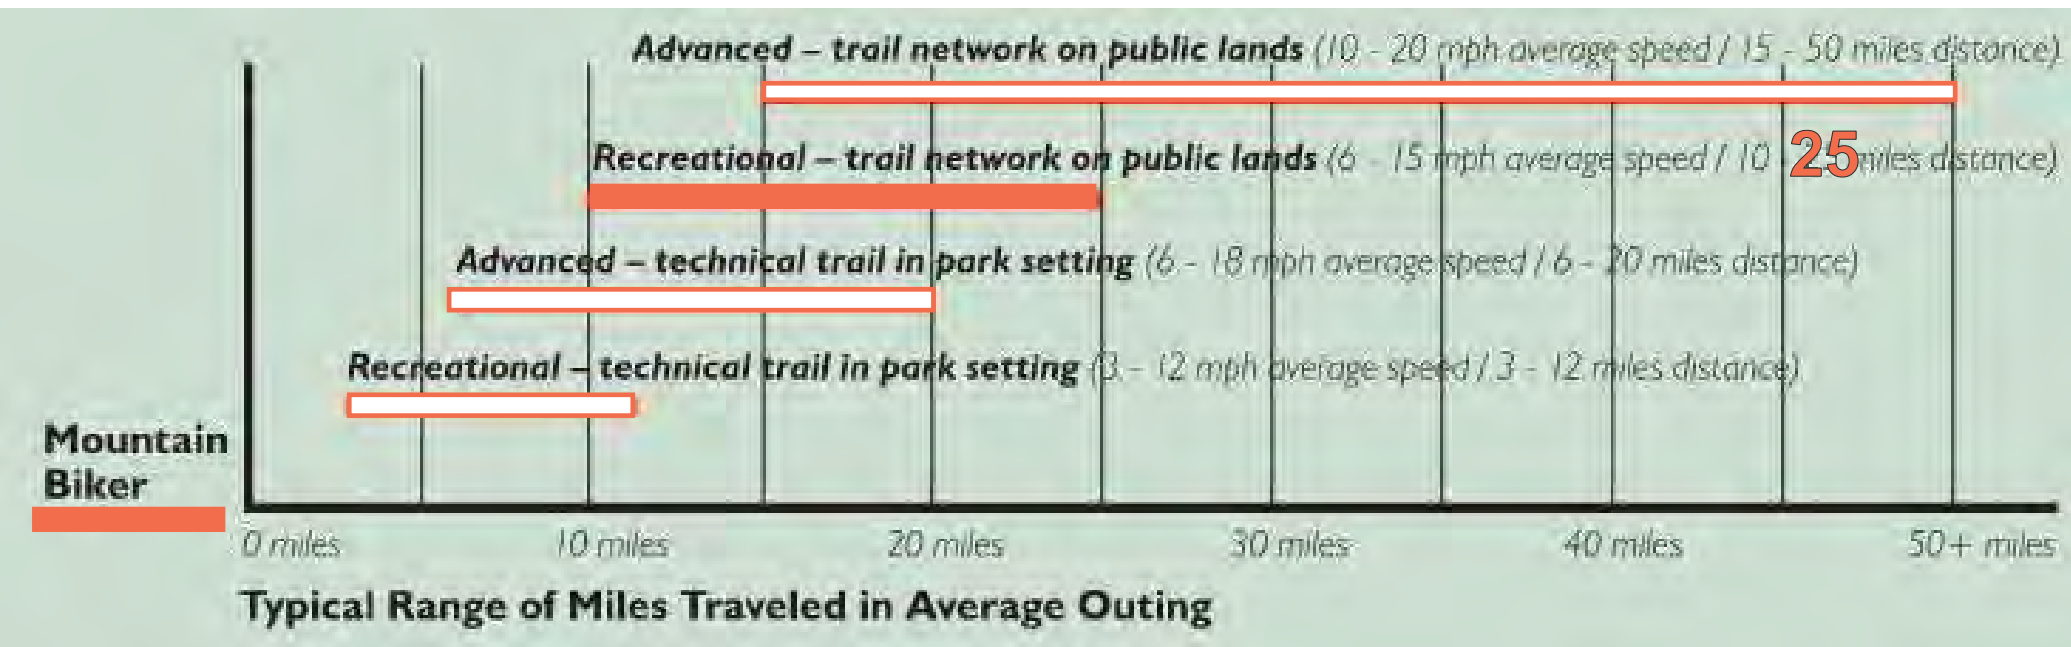 Advanced – trail network on public lands (10 - 20 mph average speed / 15 - 50 miles distance)
Recreational – trail network on public lands (6 - 15 mph average speed / 10 - 25 miles distance)
Advanced – technical trail in park setting (6 - 18 mph average speed / 6 - 20 miles distance)
Recreational – technical trail in park setting (3 - 12 mph average speed / 3 - 12 miles distance)
Mountain
Biker
0 miles 10 miles 20 miles 30 miles 40 miles 50+ miles
Typical Range of Miles Traveled in Average Outing